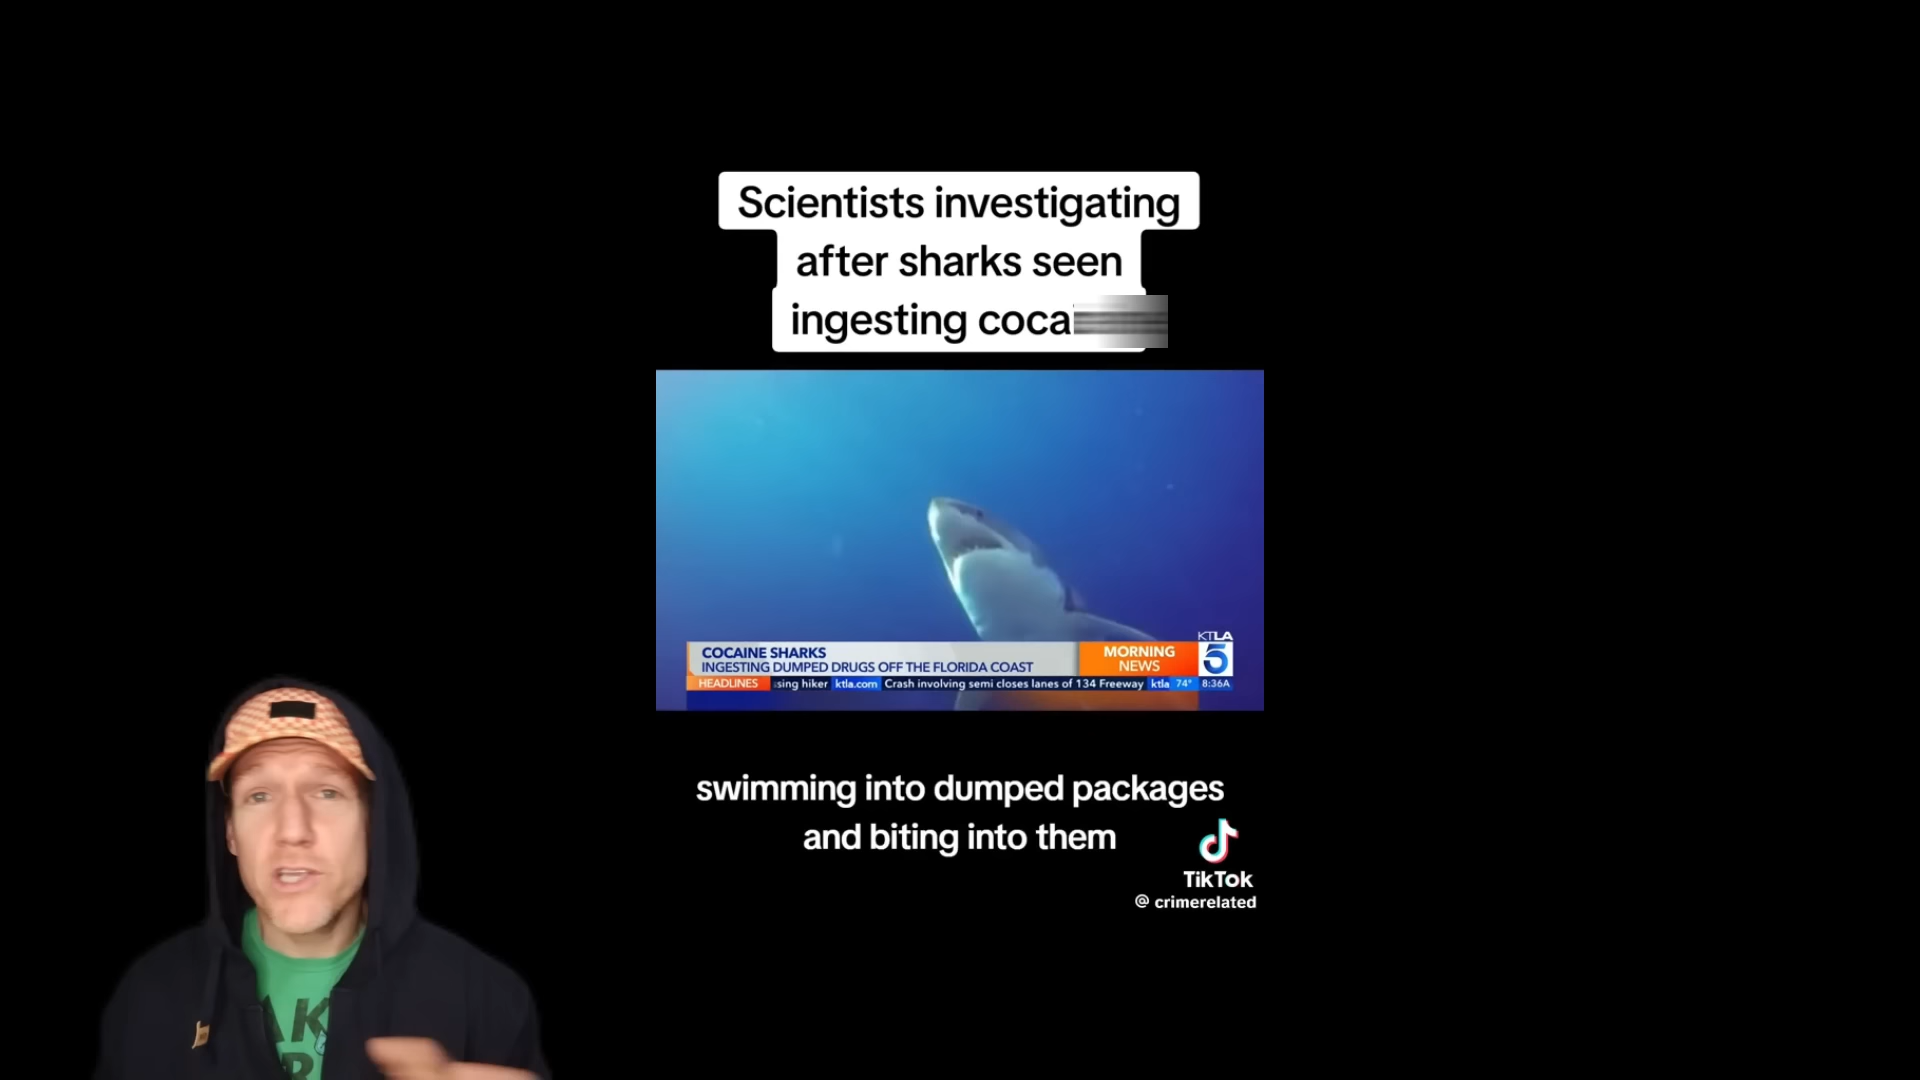 Scientists investigating
after sharks seen
ingesting coca
KTLA
5
COCAINE SHARKS
INGESTING DUMPED DRUGS OFF THE FLORIDA COAST
MORNING
NEWS
HEADLINES sing hiker ktla.com Crash involving semi closes lanes of 134 Freeway ktla 74° 8:36A
swimming into dumped packages
and biting into them
TikTok
@ crimerelated
AK
R